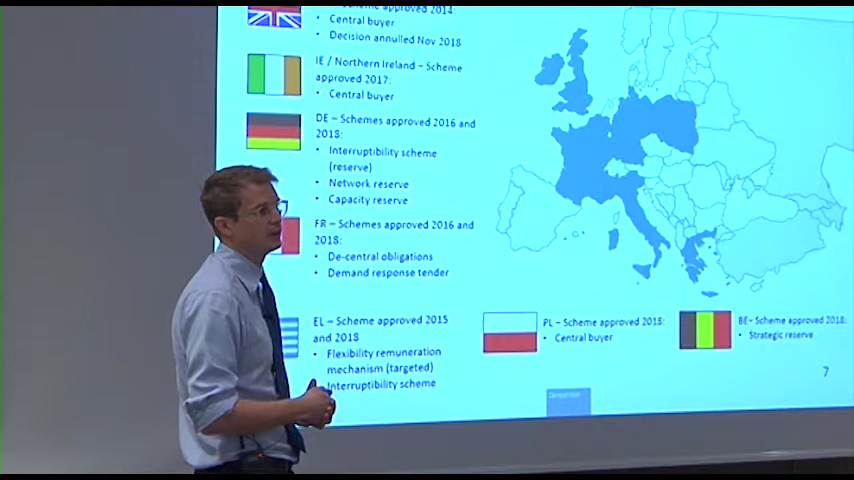 Scheme approved 2014
• Central buyer
• Decision annulled Nov 2018
IE / Northern Ireland – Scheme
approved 2017:
• Central buyer
DE – Schemes approved 2016 and
2018:
• Interruptibility scheme
(reserve)
• Network reserve
• Capacity reserve
FR – Schemes approved 2016 and
2018:
• De-central obligations
• Demand response tender
EL – Scheme approved 2015
and 2018
• Flexibility remuneration
mechanism (targeted)
• Interruptibility scheme
PL – Scheme approved 2018:
• Central buyer
BE– Scheme approved 2018:
• Strategic reserve
7